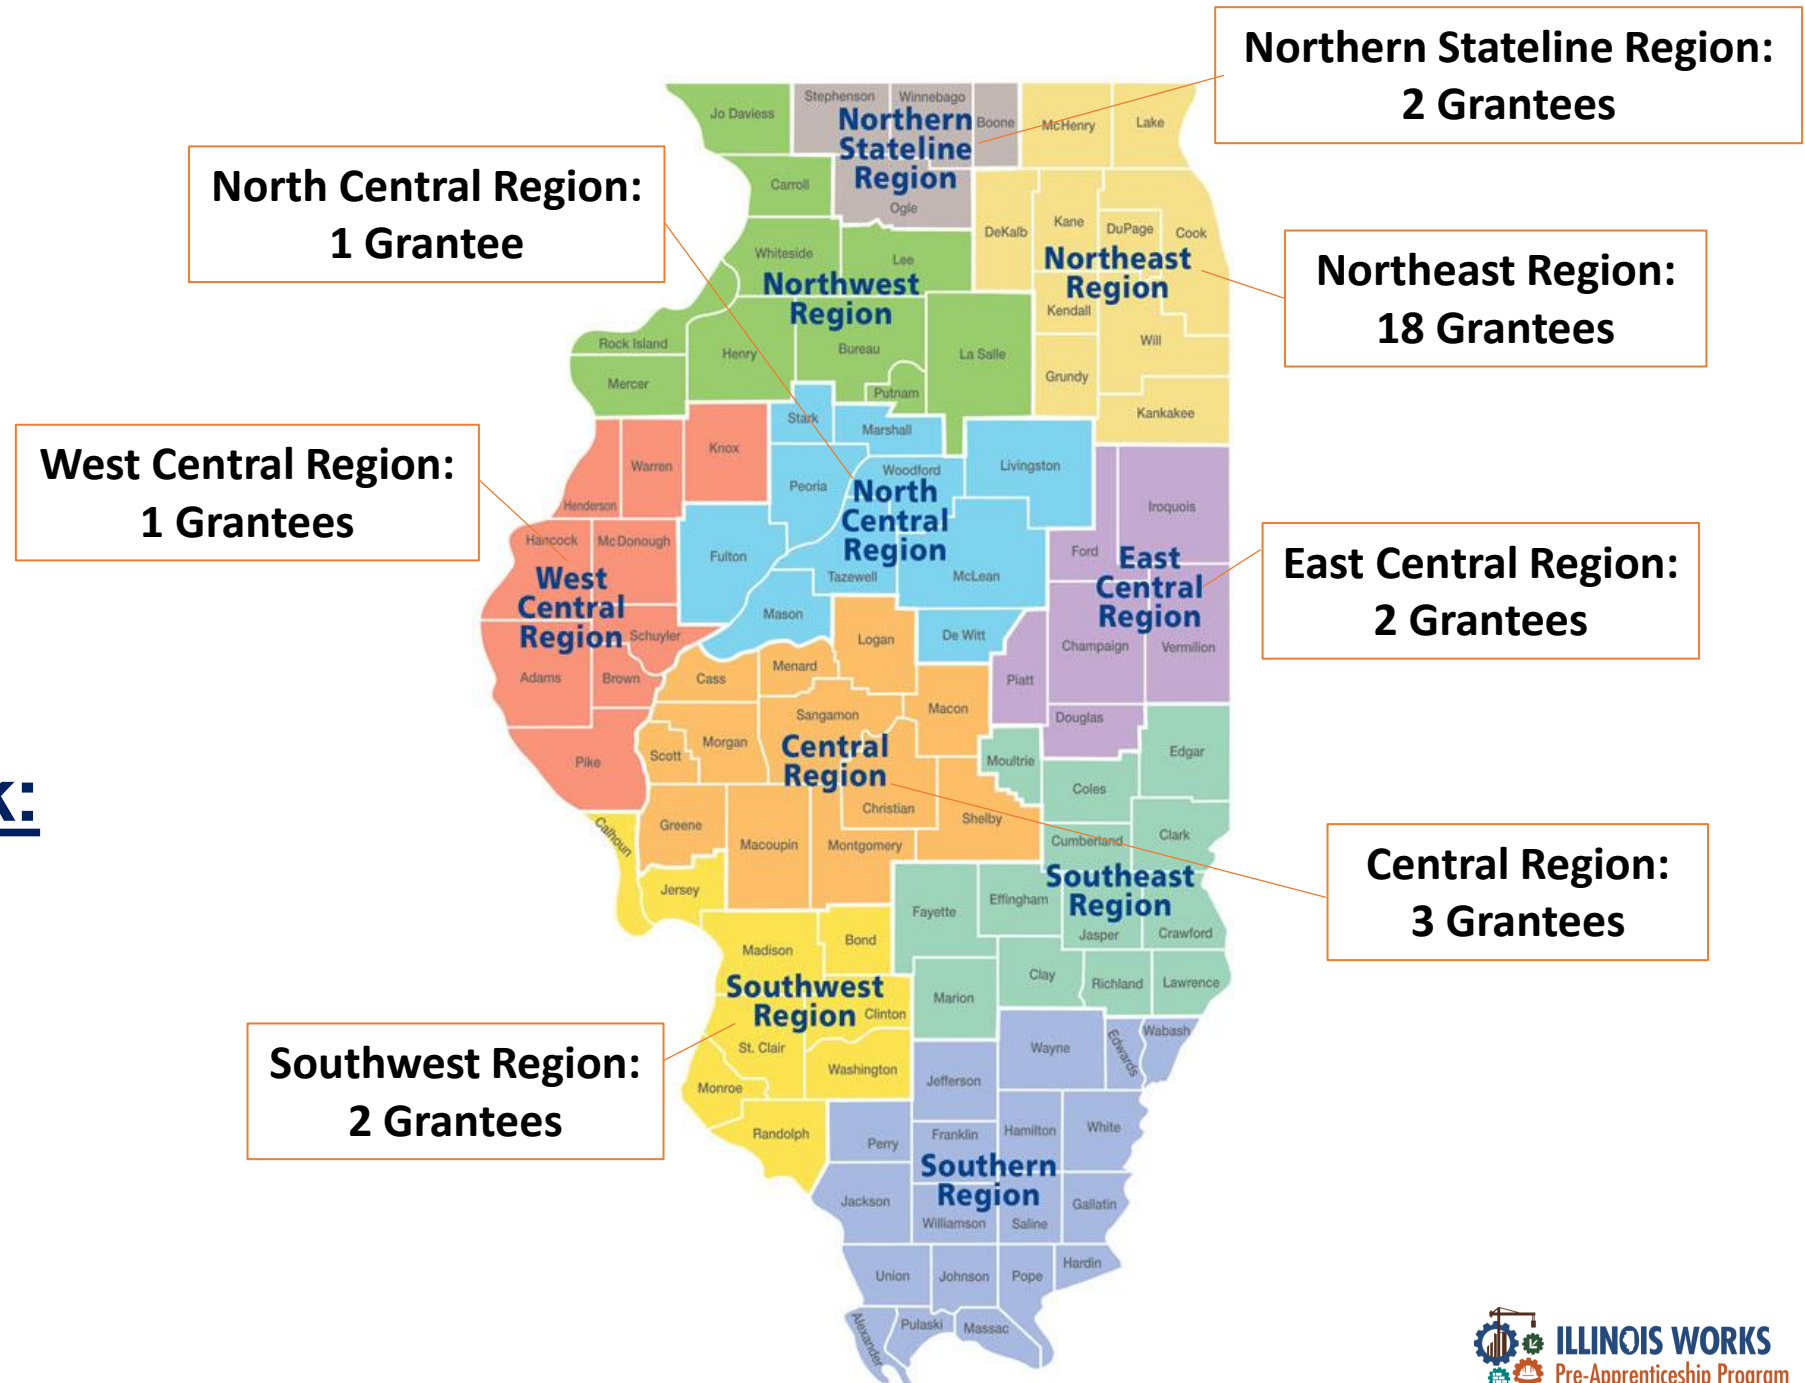 Northern Stateline Region:
2 Grantees
North Central Region:
1 Grantee
Northeast Region:
18 Grantees
West Central Region:
1 Grantees
East Central Region:
2 Grantees
Central Region:
3 Grantees
Southwest Region:
2 Grantees
k:
Jo Daviess
Stephenson
Winnebago
Boone
McHenry
Lake
Northern
Stateline
Region
Carroll
Ogle
DeKalb
Kane
DuPage
Cook
Northeast
Region
Whiteside
Lee
Northwest
Region
Kendall
Will
Rock Island
Henry
Bureau
La Salle
Grundy
Mercer
Putnam
Kankakee
Stark
Marshall
Knox
Warren
Henderson
Peoria
Woodford
Livingston
North
Central
Region
Iroquois
Hancock
McDonough
Fulton
Tazewell
McLean
Ford
East
Central
Region
West
Central
Region
Mason
Schuyler
Logan
De Witt
Champaign
Vermilion
Adams
Brown
Cass
Menard
Piatt
Sangamon
Macon
Douglas
Scott
Morgan
Central
Region
Moultrie
Edgar
Pike
Coles
Christian
Shelby
Calhoun
Greene
Macoupin
Montgomery
Cumberland
Clark
Southeast
Region
Jersey
Fayette
Effingham
Jasper
Crawford
Madison
Bond
Clay
Richland
Lawrence
Southwest
Region
Clinton
Marion
St. Clair
Washington
Wayne
Edwards
Wabash
Monroe
Jefferson
Randolph
Perry
Franklin
Hamilton
White
Southern
Region
Jackson
Williamson
Saline
Gallatin
Union
Johnson
Pope
Hardin
Alexander
Pulaski
Massac
ILLINOIS WORKS
Pre-Apprenticeship Program